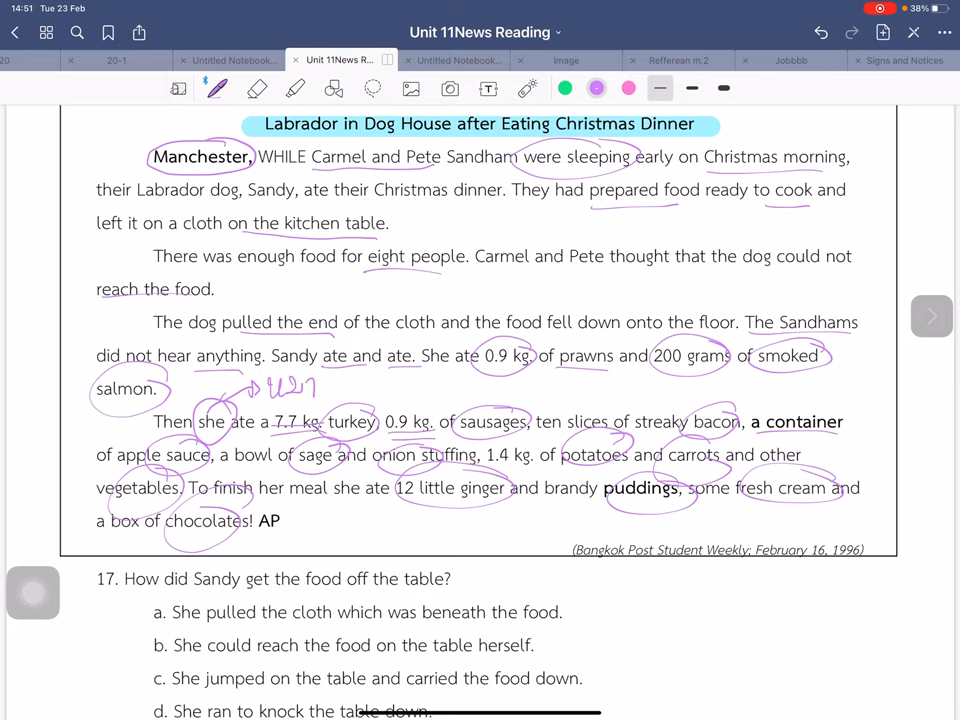 14:51 Tue 23 Feb 38%
Unit 11News Reading
20 20-1 Untitled Notebook... Unit 11News R... Untitled Notebook... Image Refferean m.2 Jobbbb Signs and Notices
Labrador in Dog House after Eating Christmas Dinner
Manchester, WHILE Carmel and Pete Sandham were sleeping early on Christmas morning,
their Labrador dog, Sandy, ate their Christmas dinner. They had prepared food ready to cook and
left it on a cloth on the kitchen table.
There was enough food for eight people. Carmel and Pete thought that the dog could not
reach the food.
The dog pulled the end of the cloth and the food fell down onto the floor. The Sandhams
did not hear anything. Sandy ate and ate. She ate 0.9 kg. of prawns and 200 grams of smoked
salmon.
Then she ate a 7.7 kg. turkey, 0.9 kg. of sausages, ten slices of streaky bacon, a container
of apple sauce, a bowl of sage and onion stuffing, 1.4 kg. of potatoes and carrots and other
vegetables. To finish her meal she ate 12 little ginger and brandy puddings, some fresh cream and
a box of chocolates! AP
(Bangkok Post Student Weekly; February 16, 1996)
17. How did Sandy get the food off the table?
a. She pulled the cloth which was beneath the food.
b. She could reach the food on the table herself.
c. She jumped on the table and carried the food down.
d. She ran to knock the table down.